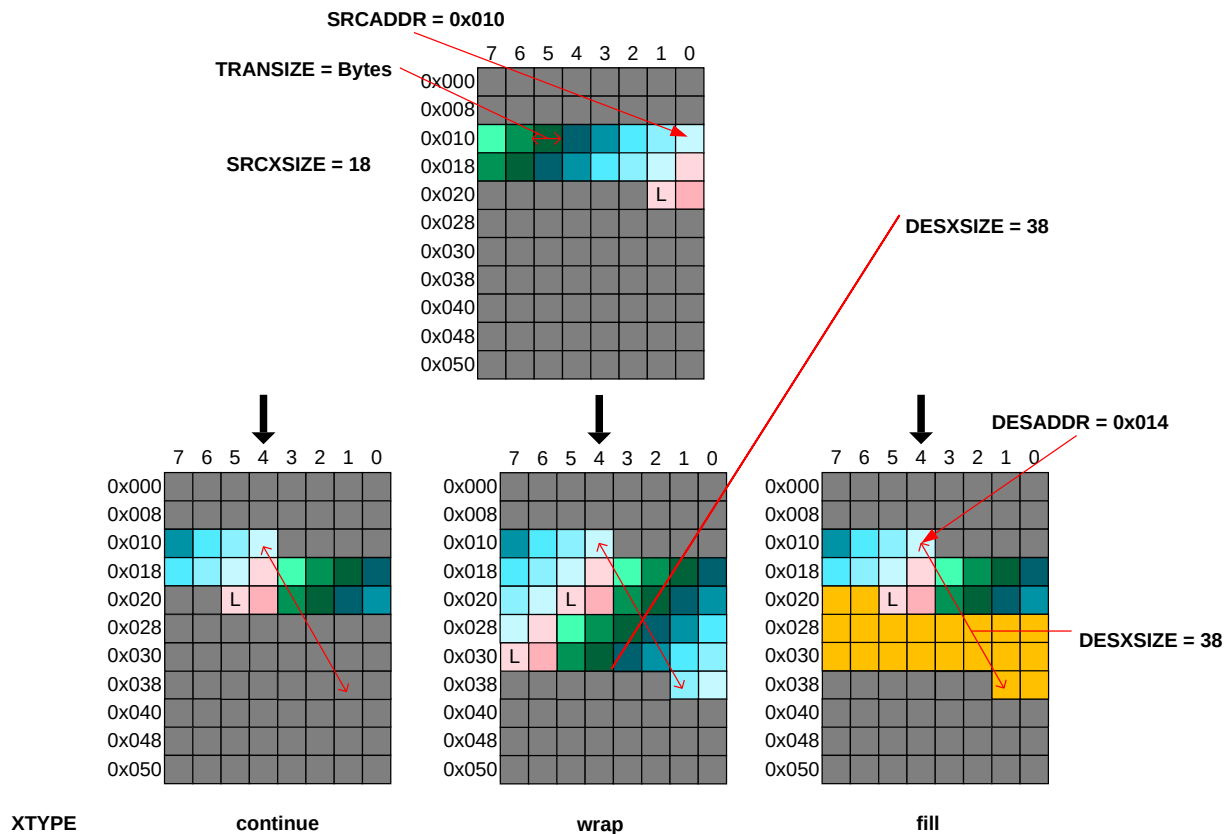 SRCADDR = 0x010
7 6 5 4 3 2 1 0
TRANSIZE = Bytes
0x000
0x008
0x010
SRCXSIZE = 18
0x018
0x020 L
0x028
DESXSIZE = 38
0x030
0x038
0x040
0x048
0x050
DESADDR = 0x014
7 6 5 4 3 2 1 0
0x000
0x008
0x010
0x018
0x020 L
0x028
0x030
0x038
0x040
0x048
0x050
7 6 5 4 3 2 1 0
0x000
0x008
0x010
0x018
0x020 L
0x028
0x030 L
0x038
0x040
0x048
0x050
7 6 5 4 3 2 1 0
0x000
0x008
0x010
0x018
0x020 L
0x028
0x030
0x038
0x040
0x048
0x050
DESXSIZE = 38
XTYPE continue wrap fill